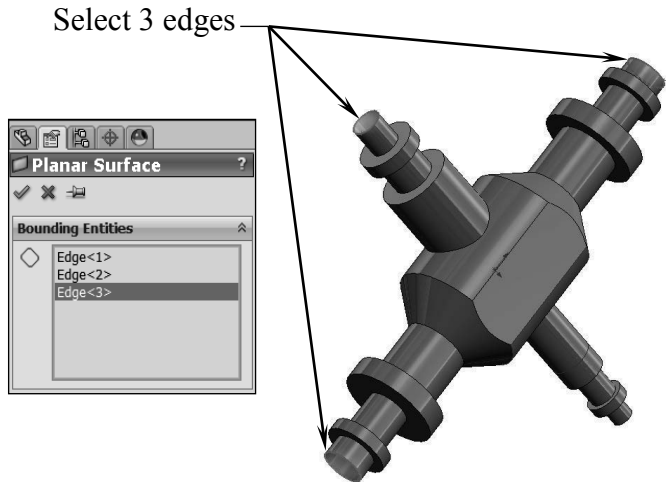 Select 3 edges
Planar Surface ?
Bounding Entities
Edge<1>
Edge<2>
Edge<3>